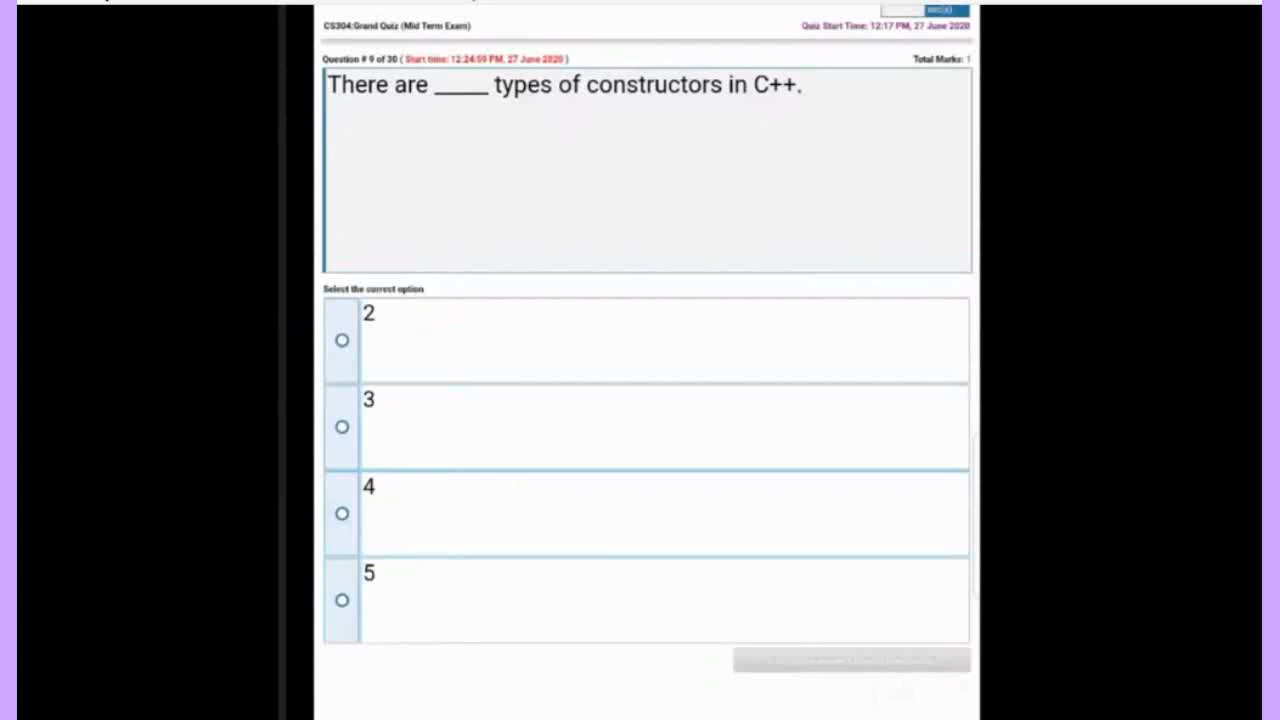 CS304:Grand Quiz (Mid Term Exam)
Quiz Start Time: 12:17 PM, 27 June 2020
Question # 9 of 30 ( Start time: 12:24:59 PM, 27 June 2020 )
Total Marks: 1
There are _____ types of constructors in C++.
Select the correct option
2
3
4
5